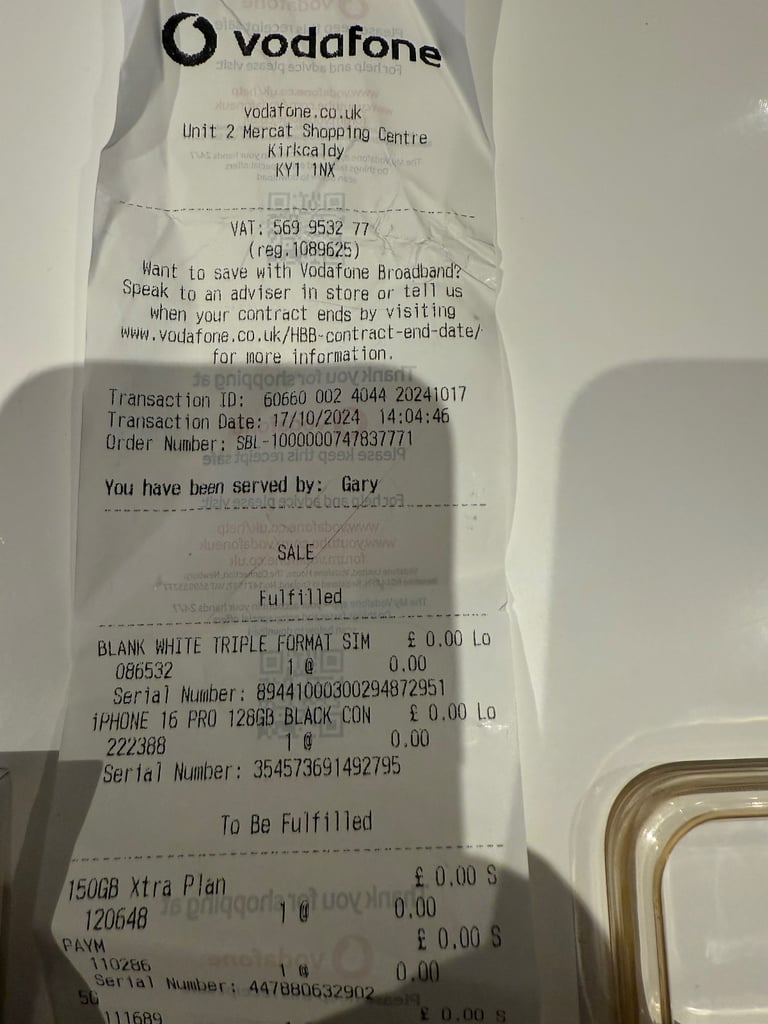 vodafone
vodafone.co.uk
Unit 2 Mercat Shopping Centre
Kirkcaldy
KY1 1NX
VAT: 569 9532 77
(reg.1089625)
Want to save with Vodafone Broadband?
Speak to an adviser in store or tell us
when your contract ends by visiting
www.vodafone.co.uk/HBB-contract-end-date/
for more information.
Transaction ID: 60660 002 4044 20241017
Transaction Date: 17/10/2024 14:04:46
Order Number: SBL-1000000747837771
You have been served by: Gary
SALE
Fulfilled
BLANK WHITE TRIPLE FORMAT SIM £ 0.00 Lo
086532 1 @ 0.00
Serial Number: 89441000300294872951
iPHONE 16 PRO 128GB BLACK CON £ 0.00 Lo
222388 1 @ 0.00
Serial Number: 354573691492795
To Be Fulfilled
150GB Xtra Plan £ 0.00 S
120648 1 @ 0.00
PAYM £ 0.00 S
110286 1 @ 0.00
Serial Number: 447880632902
5G £ 0.00 S
111689